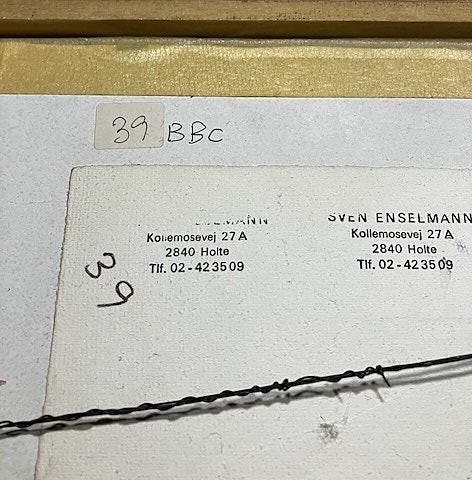 39 BBC
SVEN ENSELMANN
Kollemosevej 27 A
2840 Holte
Tlf. 02-423509
Kollemosevej 27 A
2840 Holte
Tlf. 02-423509
39